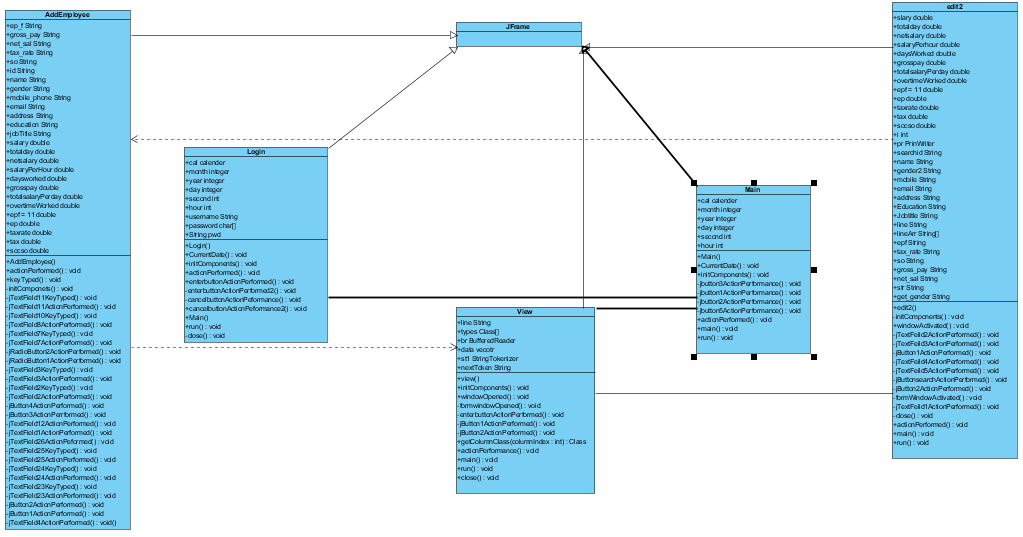 AddEmployee
+ep_f String
+gross_pay String
+net_sal String
+tax_rate String
+so String
+id String
+name String
+gender String
+mobile_phone String
+email String
+address String
+education String
+jobTitle String
+salary double
+totalday double
+netsalary double
+salaryPerHour double
+daysworked double
+grosspay double
+totalsalaryPerday double
+overtimeWorked double
+epf = 11 double
+ep double
+taxrate double
+tax double
+socso double
+AddEmployee()
+actionPerformed() : void
+keyTyped() : void
-initComponents() : void
-jTextField11KeyTyped() : void
-jTextField11ActionPerformed() : void
-jTextField10KeyTyped() : void
-jTextField8ActionPerformed() : void
-jTextField7KeyTyped() : void
-jTextField7ActionPerformed() : void
-jRadioButton2ActionPerformed() : void
-jRadioButton1ActionPerformed() : void
-jTextField3KeyTyped() : void
-jTextField3ActionPerformed() : void
-jTextField2KeyTyped() : void
-jTextField2ActionPerformed() : void
-jButton4ActionPerformed() : void
-jButton3ActionPerformed() : void
-jTextField12ActionPerformed() : void
-jTextField1ActionPerformed() : void
-jTextField26ActionPeformed() : void
-jTextField25KeyTyped() : void
-jTextField25ActionPerformed() : void
-jTextField24KeyTyped() : void
-jTextField24ActionPerformed() : void
-jTextField23KeyTyped() : void
-jTextField23ActionPerformed() : void
-jButton2ActionPerformed() : void
-jButton1ActionPerformed() : void
-jTextField4ActionPerformed() : void()
Login
+cal calender
+month integer
+year integer
+day integer
+second int
+hour int
+username String
+password char[]
+String pwd
+Login()
+CurrentDate() : void
+initComponents() : void
+actionPerformed() : void
+enterbuttonActionPerformed() : void
-enterbuttonActionPerformed2() : void
-cancelbuttonActionPeformance() : void
+cancelbuttonActionPeformance2() : void
+Main()
+run() : void
-close() : void
JFrame
View
+line String
+types Class[]
+br BufferedReader
+data vecotr
+st1 StringTokenizer
+nextToken String
+view()
+initComponents() : void
+windowOpened() : void
-formwindowOpened() : void
-enterbuttonActionPerformed() : void
-jButton1ActionPerformed() : void
-jButton2ActionPerformed() : void
+getColumnClass(columnIndex : int) : Class
+actionPerformance() : void
+main() : void
+run() : void
+close() : void
Main
+cal calender
+month integer
+year integer
+day integer
+second int
+hour int
+Main()
+CurrentDate() : void
+initComponents() : void
-jbutton3ActionPerformance() : void
-jbutton1ActionPerformance() : void
-jbutton2ActionPerformance() : void
-jbutton5ActionPerformance() : void
+actionPerformed() : void
+main() : void
+run() : void
edit2
+slary double
+totalday double
+netsalary double
+salaryPerhour double
+daysWorked double
+grosspay double
+totalsalaryPerday double
+overtimeWorked double
+epf = 11 double
+ep double
+taxrate double
+tax double
+socso double
+i int
+pr PrinWriter
+searchid String
+name String
+gender2 String
+mobile String
+email String
+address String
+Education String
+Jobtitle String
+line String
+lineArr String[]
+epf String
+tax_rate String
+so String
+gross_pay String
+net_sal String
+str String
+get_gender String
+edit2()
-initComponents() : void
+windowActivated() : void
-jTextFeild2ActionPerformed() : void
-jTextFeild3ActionPerformed() : void
-jButton1ActionPerformed() : void
-jTextFeild4ActionPerformed() : void
-jTextFeild5ActionPerformed() : void
-jButtonsearchActionPerformed() : void
-jButton2ActionPerformed() : void
-formWindowActivated() : void
-jTextFeild1ActionPerformed() : void
-close() : void
+actionPerformed() : void
+main() : void
+run() : void